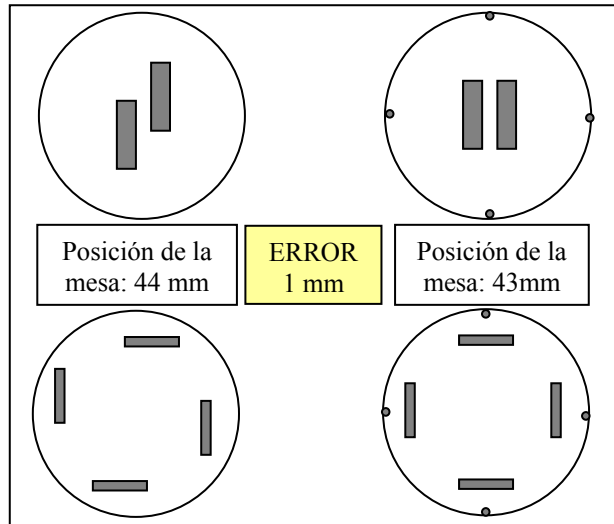 Posición de la
mesa: 44 mm
ERROR
1 mm
Posición de la
mesa: 43mm